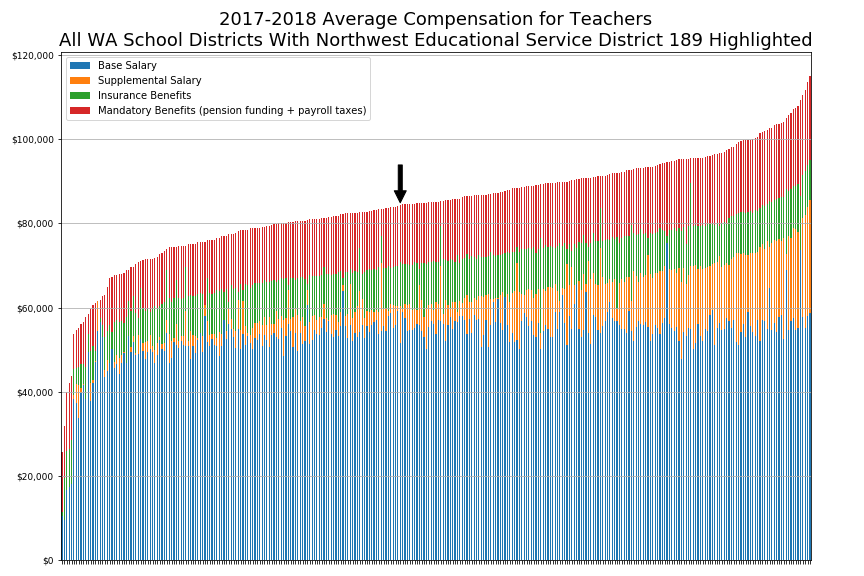 2017-2018 Average Compensation for Teachers
All WA School Districts With Northwest Educational Service District 189 Highlighted
$120,000
Base Salary
Supplemental Salary
Insurance Benefits
Mandatory Benefits (pension funding + payroll taxes)
$100,000
$80,000
$60,000
$40,000
$20,000
$0